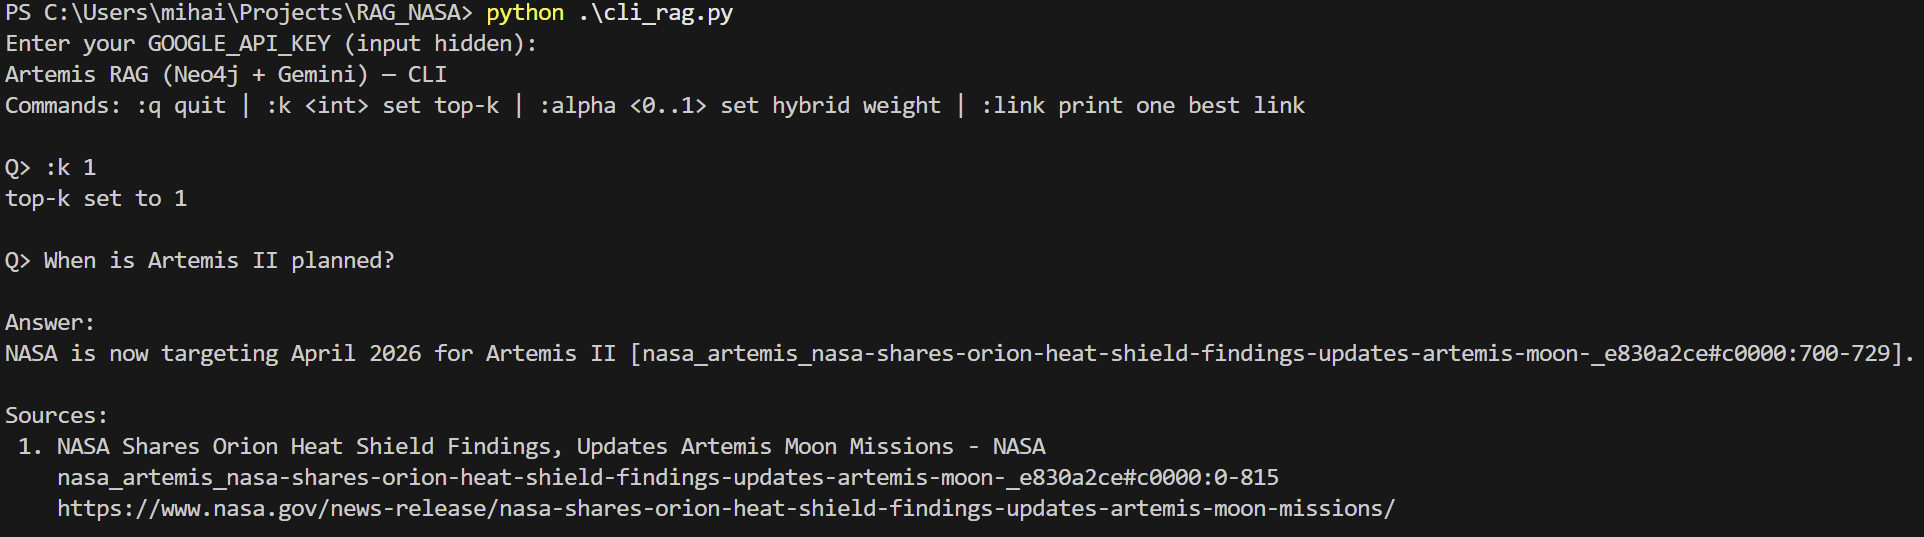 PS C:\Users\mihai\Projects\RAG_NASA> python .\cli_rag.py
Enter your GOOGLE_API_KEY (input hidden):
Artemis RAG (Neo4j + Gemini) — CLI
Commands: :q quit | :k <int> set top-k | :alpha <0..1> set hybrid weight | :link print one best link
Q> :k 1
top-k set to 1
Q> When is Artemis II planned?
Answer:
NASA is now targeting April 2026 for Artemis II [nasa_artemis_nasa-shares-orion-heat-shield-findings-updates-artemis-moon-_e830a2ce#c0000:700-729].
Sources:
1. NASA Shares Orion Heat Shield Findings, Updates Artemis Moon Missions - NASA
nasa_artemis_nasa-shares-orion-heat-shield-findings-updates-artemis-moon-_e830a2ce#c0000:0-815
https://www.nasa.gov/news-release/nasa-shares-orion-heat-shield-findings-updates-artemis-moon-missions/